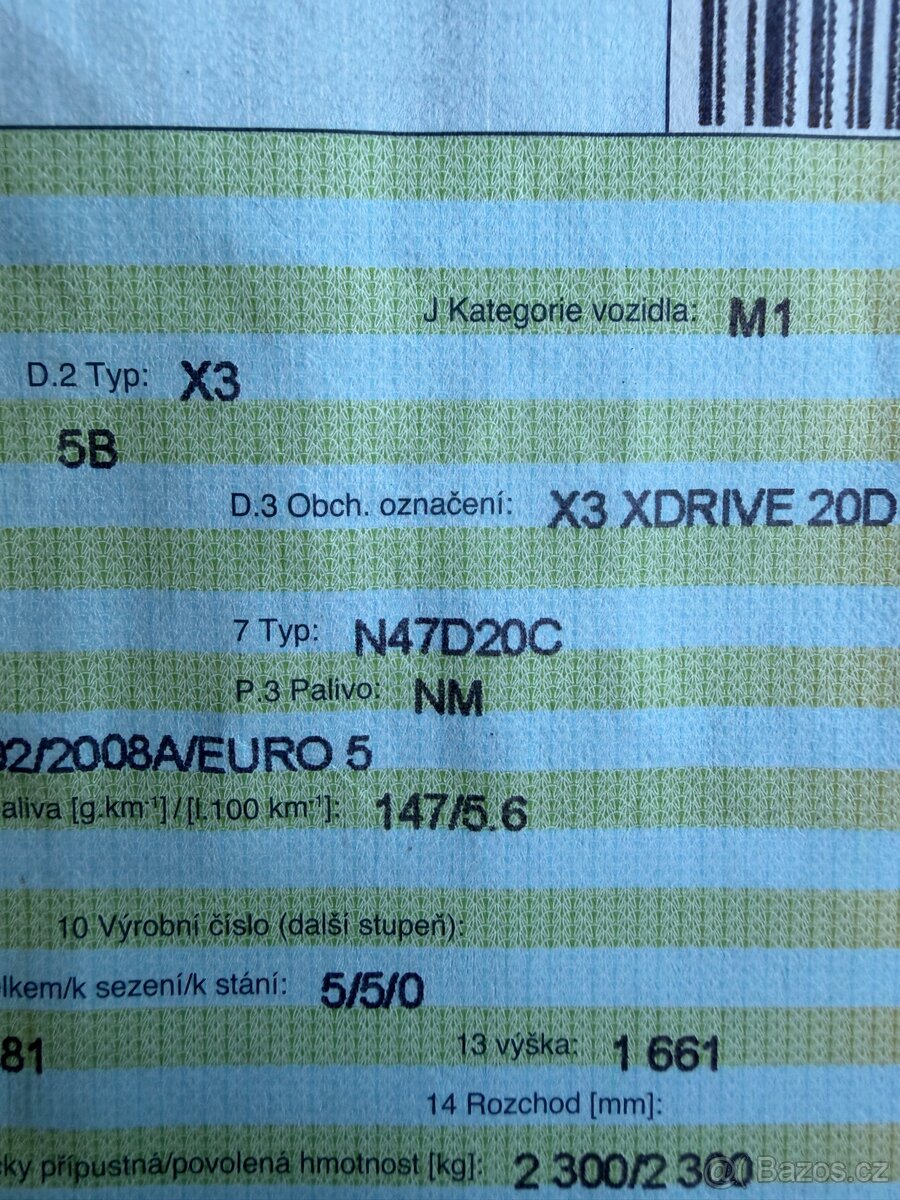 J Kategorie vozidla: M1
D.2 Typ: X3
5B
D.3 Obch. označení: X3 XDRIVE 20D
7 Typ: N47D20C
P.3 Palivo: NM
92/2008A/EURO 5
aliva [g.km⁻¹]/[l.100 km⁻¹]: 147/5.6
10 Výrobní číslo (další stupeň):
elkem/k sezení/k stání: 5/5/0
81 13 výška: 1 661
14 Rozchod [mm]:
cky přípustná/povolená hmotnost [kg]: 2 300/2 300
@ Bazos.cz